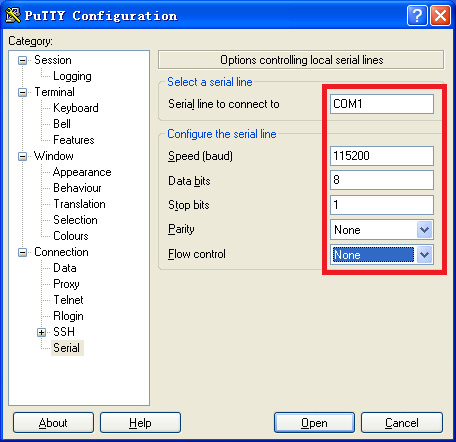 PuTTY Configuration
Category:
Session
Logging
Terminal
Keyboard
Bell
Features
Window
Appearance
Behaviour
Translation
Selection
Colours
Connection
Data
Proxy
Telnet
Rlogin
SSH
Serial
Options controlling local serial lines
Select a serial line
Serial line to connect to COM1
Configure the serial line
Speed (baud) 115200
Data bits 8
Stop bits 1
Parity None
Flow control None
About Help Open Cancel